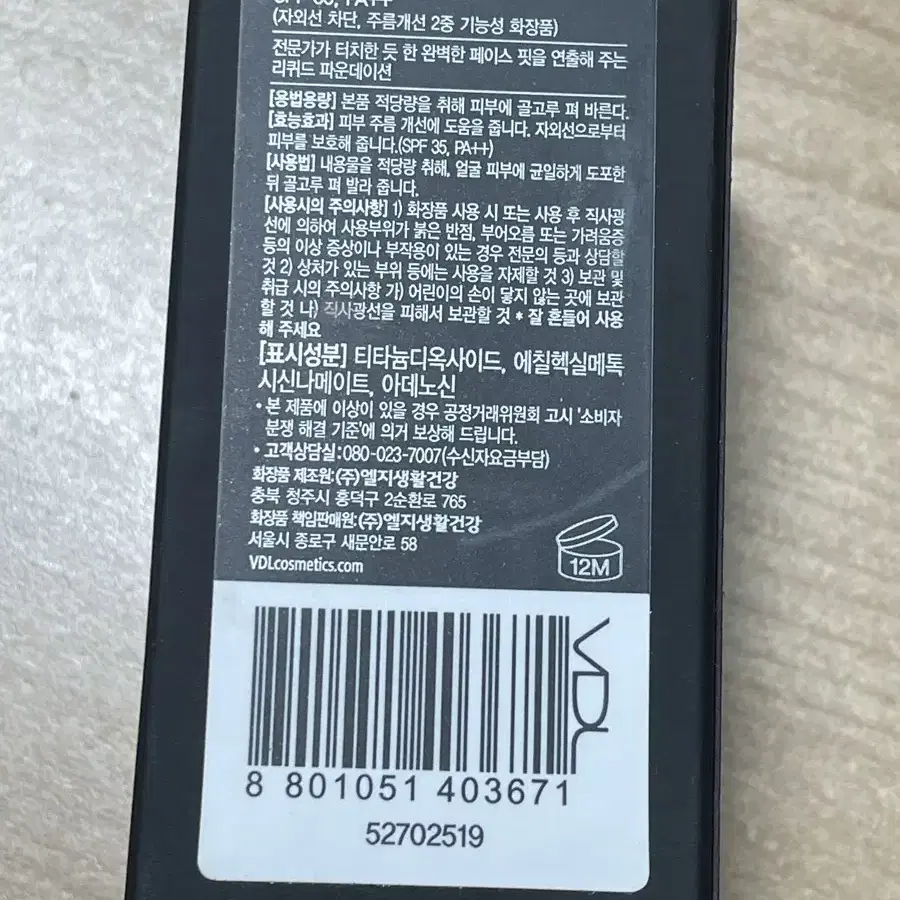 SPF 35, PA++
(자외선 차단, 주름개선 2중 기능성 화장품)
전문가가 터치한 듯 한 완벽한 페이스 핏을 연출해 주는
리퀴드 파운데이션
[용법용량] 본품 적당량을 취해 피부에 골고루 펴 바른다.
[효능효과] 피부 주름 개선에 도움을 줍니다. 자외선으로부터
피부를 보호해 줍니다.(SPF 35, PA++)
[사용법] 내용물을 적당량 취해, 얼굴 피부에 균일하게 도포한
뒤 골고루 펴 발라 줍니다.
[사용시의 주의사항] 1) 화장품 사용 시 또는 사용 후 직사광
선에 의하여 사용부위가 붉은 반점, 부어오름 또는 가려움증
등의 이상 증상이나 부작용이 있는 경우 전문의 등과 상담할
것 2) 상처가 있는 부위 등에는 사용을 자제할 것 3) 보관 및
취급 시의 주의사항 가) 어린이의 손이 닿지 않는 곳에 보관
할 것 나) 직사광선을 피해서 보관할 것 * 잘 흔들어 사용
해 주세요
[표시성분] 티타늄디옥사이드, 에칠헥실메톡
시신나메이트, 아데노신
• 본 제품에 이상이 있을 경우 공정거래위원회 고시 '소비자
분쟁 해결 기준'에 의거 보상해 드립니다.
• 고객상담실:080-023-7007(수신자요금부담)
화장품 제조원:(주)엘지생활건강
충북 청주시 흥덕구 2순환로 765
화장품 책임판매원:(주)엘지생활건강
서울시 종로구 새문안로 58
VDLcosmetics.com
12M
VDL
8 801051 403671
52702519